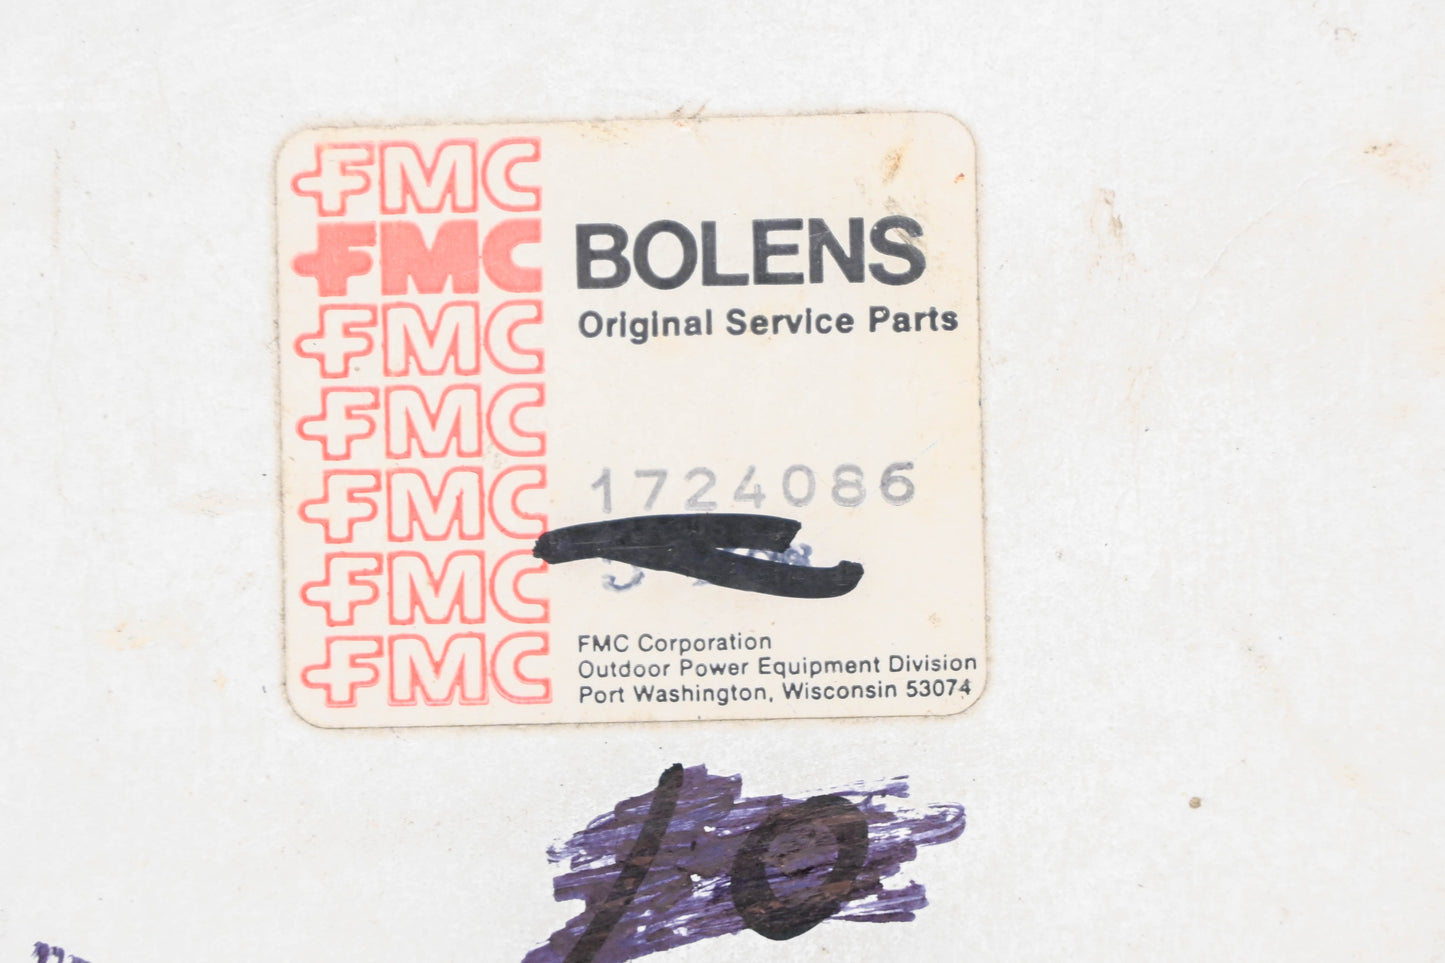 FMC
FMC
FMC
FMC
FMC
FMC
FMC
BOLENS
Original Service Parts
1724086
FMC Corporation
Outdoor Power Equipment Division
Port Washington, Wisconsin 53074
10